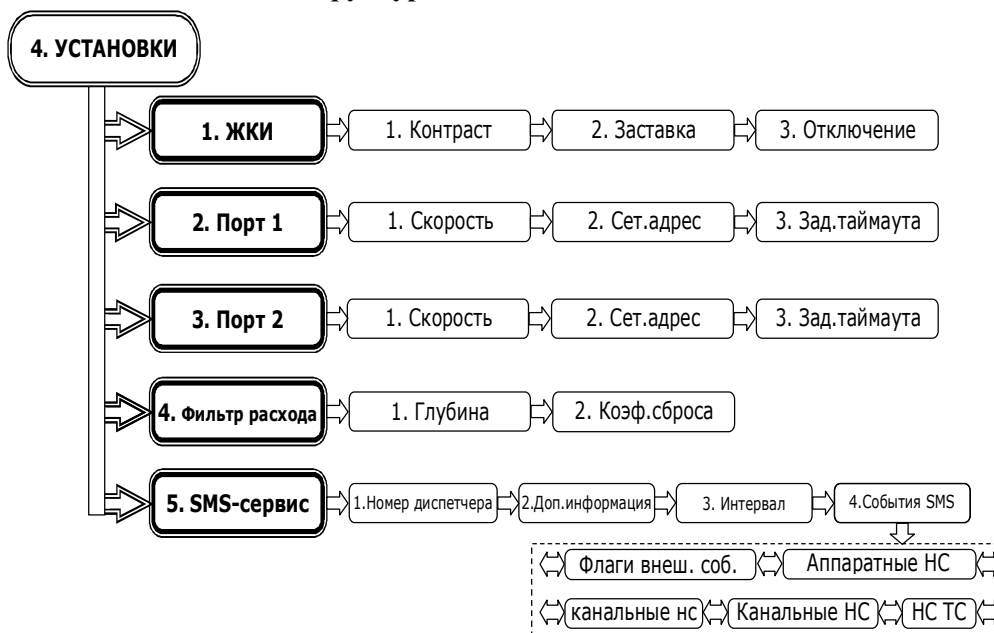 4. УСТАНОВКИ
1. ЖКИ
1. Контраст
2. Заставка
3. Отключение
2. Порт 1
1. Скорость
2. Сет.адрес
3. Зад.таймаута
3. Порт 2
1. Скорость
2. Сет.адрес
3. Зад.таймаута
4. Фильтр расхода
1. Глубина
2. Коэф.сброса
5. SMS-сервис
1.Номер диспетчера
2.Доп.информация
3. Интервал
4.События SMS
Флаги внеш. соб.
Аппаратные НС
канальные нс
Канальные НС
НС ТС